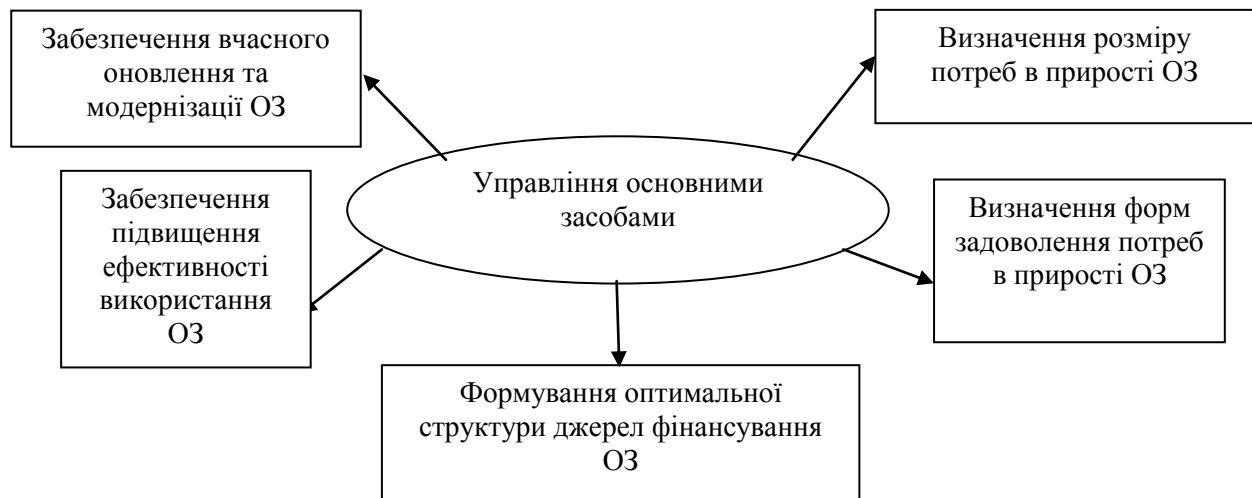 Забезпечення вчасного
оновлення та
модернізації ОЗ
Визначення розміру
потреб в прирості ОЗ
Управління основними
засобами
Забезпечення
підвищення
ефективності
використання
ОЗ
Визначення форм
задоволення потреб
в прирості ОЗ
Формування оптимальної
структури джерел фінансування
ОЗ